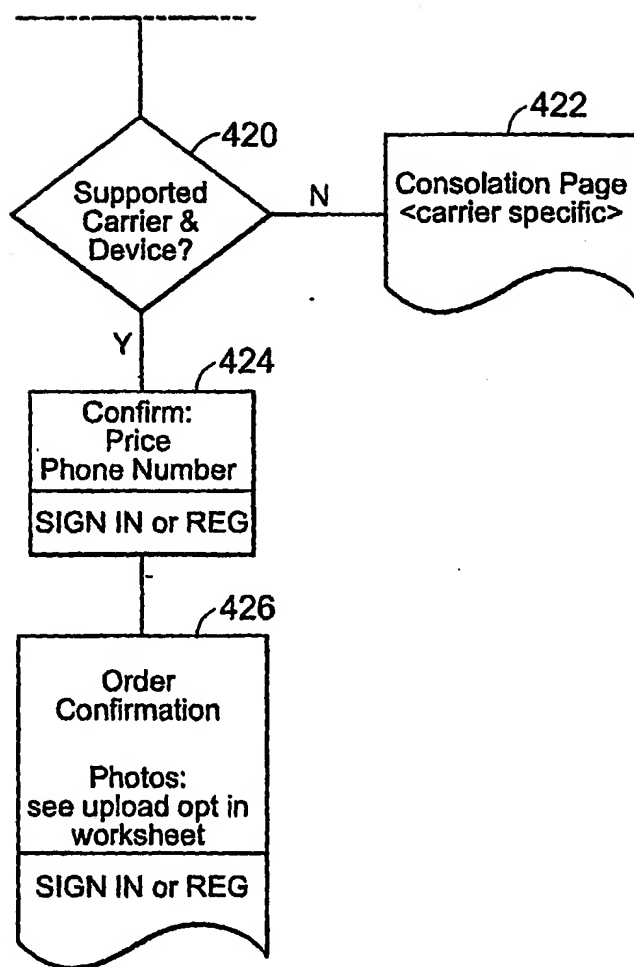 420
Supported
Carrier &
Device?
N
422
Consolation Page
<carrier specific>
Y
424
Confirm:
Price
Phone Number
SIGN IN or REG
426
Order
Confirmation
Photos:
see upload opt in
worksheet
SIGN IN or REG